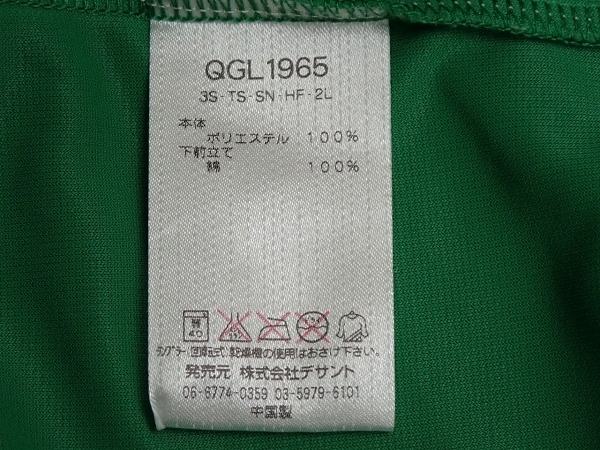 QGL1965
3S-TS-SN-HF-2L
本体
ポリエステル 100%
下前立て
綿 100%
40
タンブラー(回転式)乾燥機の使用はおさけ下さい。
発売元 株式会社デサント
06-6774-0359 03-5979-6101
中国製